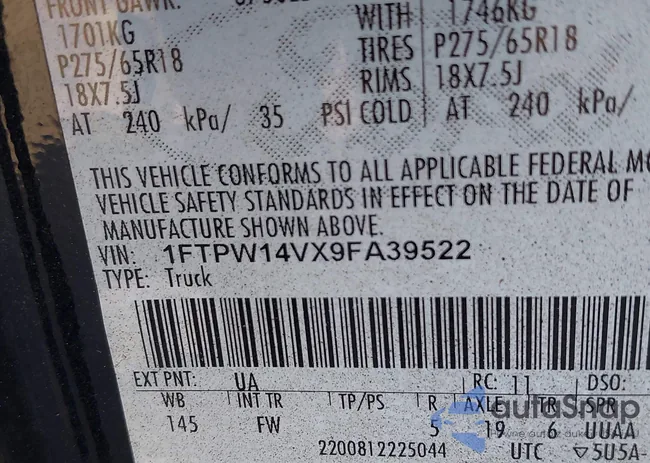 FRONT GAWR:
1701KG WITH 1746KG
P275/65R18 TIRES P275/65R18
18X7.5J RIMS 18X7.5J
AT 240 kPa/ 35 PSI COLD AT 240 kPa/
THIS VEHICLE CONFORMS TO ALL APPLICABLE FEDERAL MO
VEHICLE SAFETY STANDARDS IN EFFECT ON THE DATE OF
MANUFACTURE SHOWN ABOVE.
VIN: 1FTPW14VX9FA39522
TYPE: Truck
EXT PNT: UA RC: 11 DSO:
WB INT TR TP/PS R AXLE TR SPR
145 FW 5 19 6 UUAA
2200812225044 UTC ▽5U5A-
autoSnap